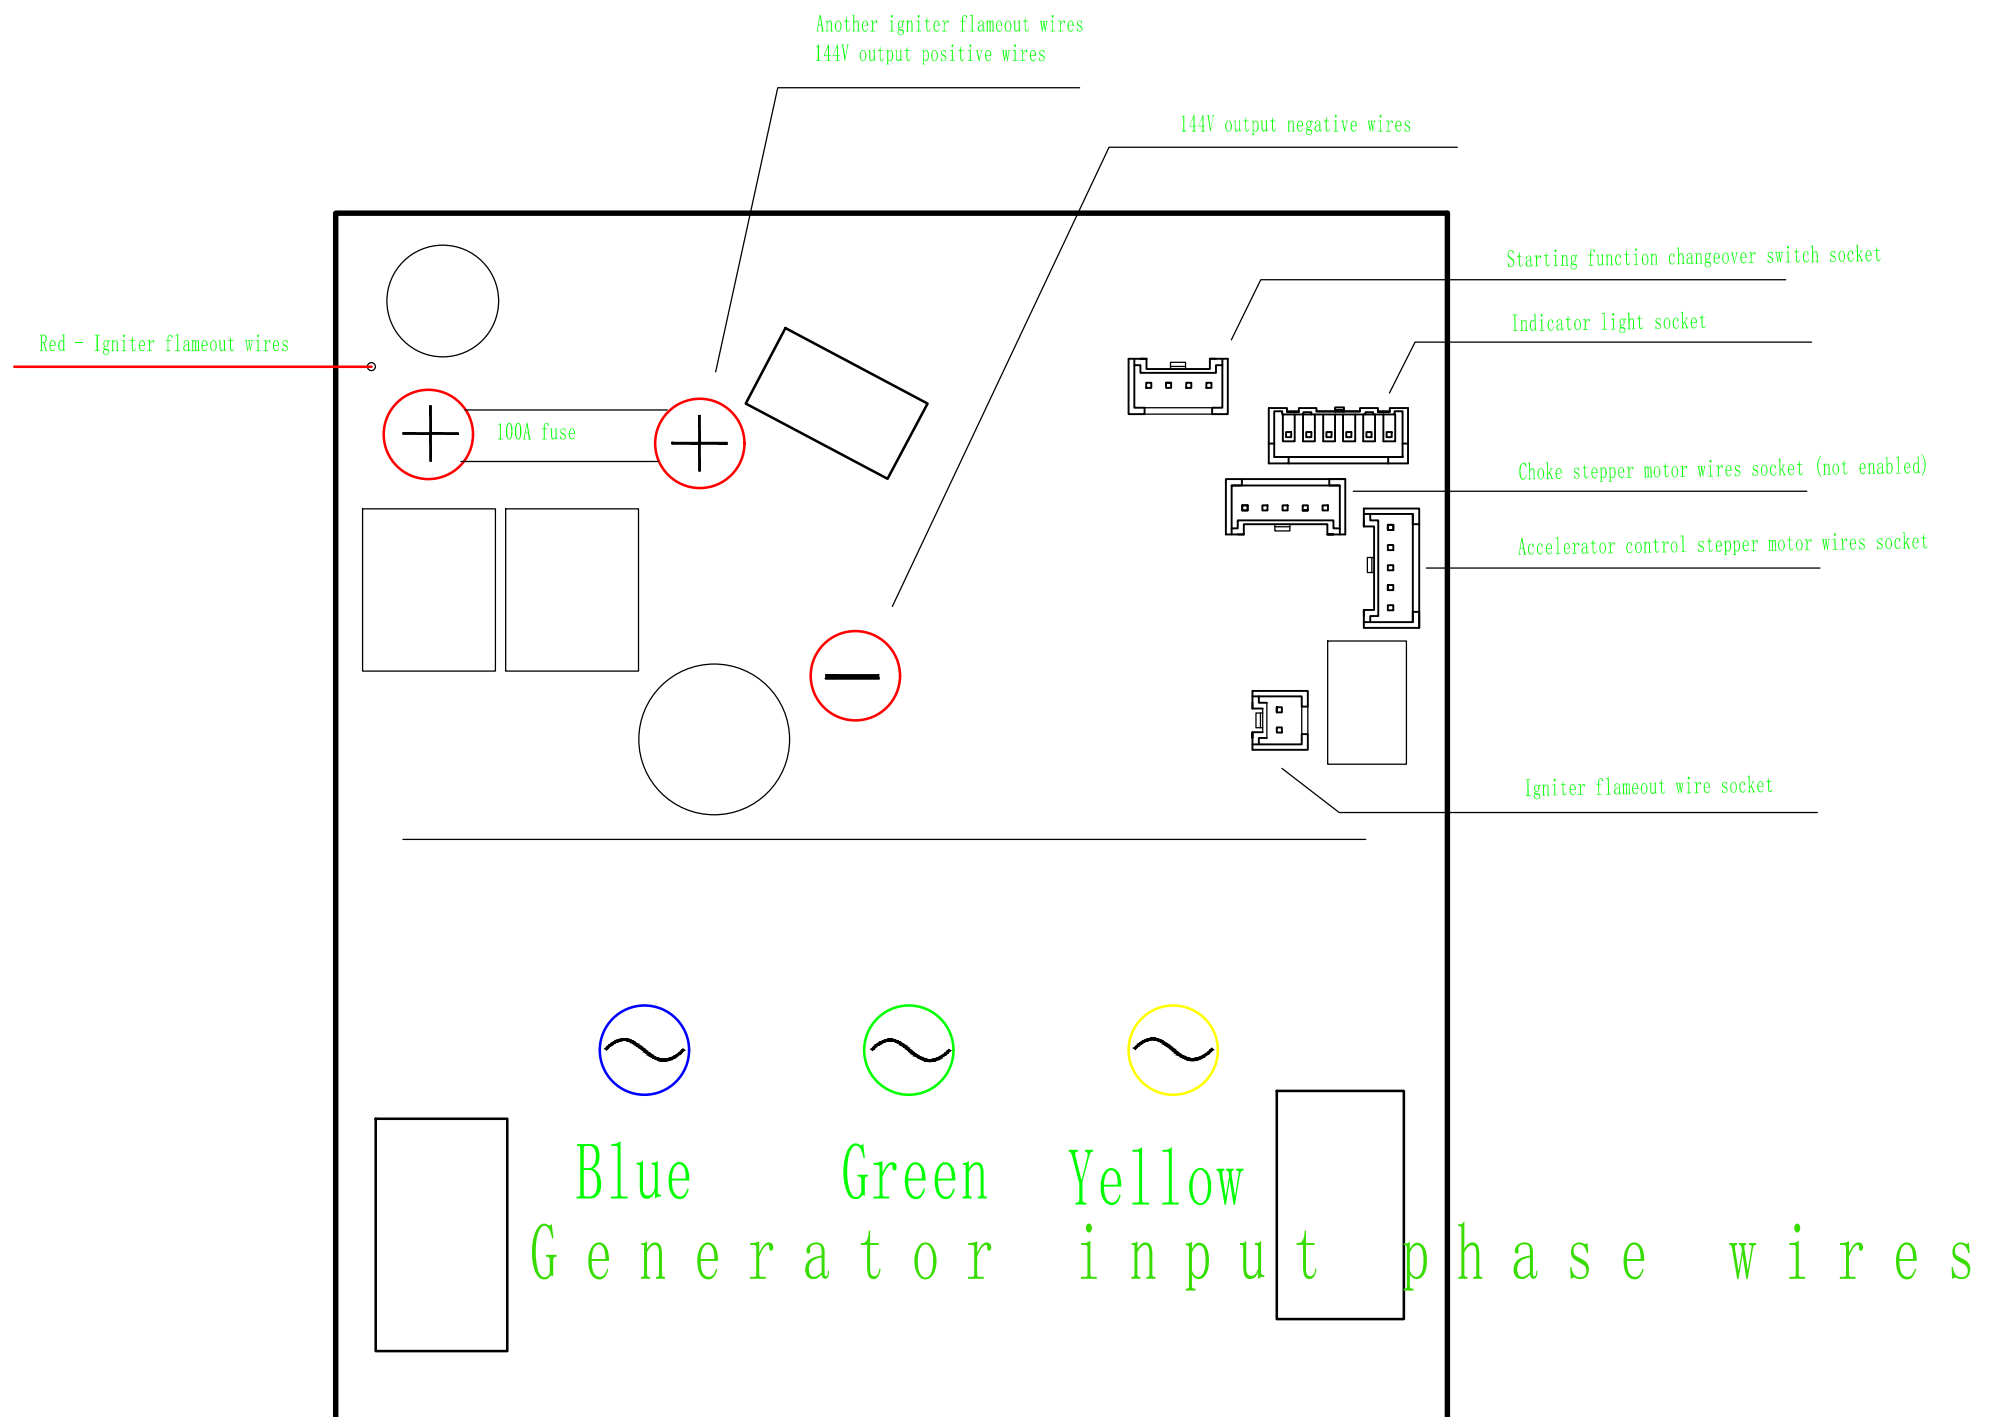 Another igniter flameout wires
144V output positive wires
144V output negative wires
Starting function changeover switch socket
Indicator light socket
Red - Igniter flameout wires
100A fuse
Choke stepper motor wires socket (not enabled)
Accelerator control stepper motor wires socket
Igniter flameout wire socket
Blue Green Yellow
Generator input phase wires